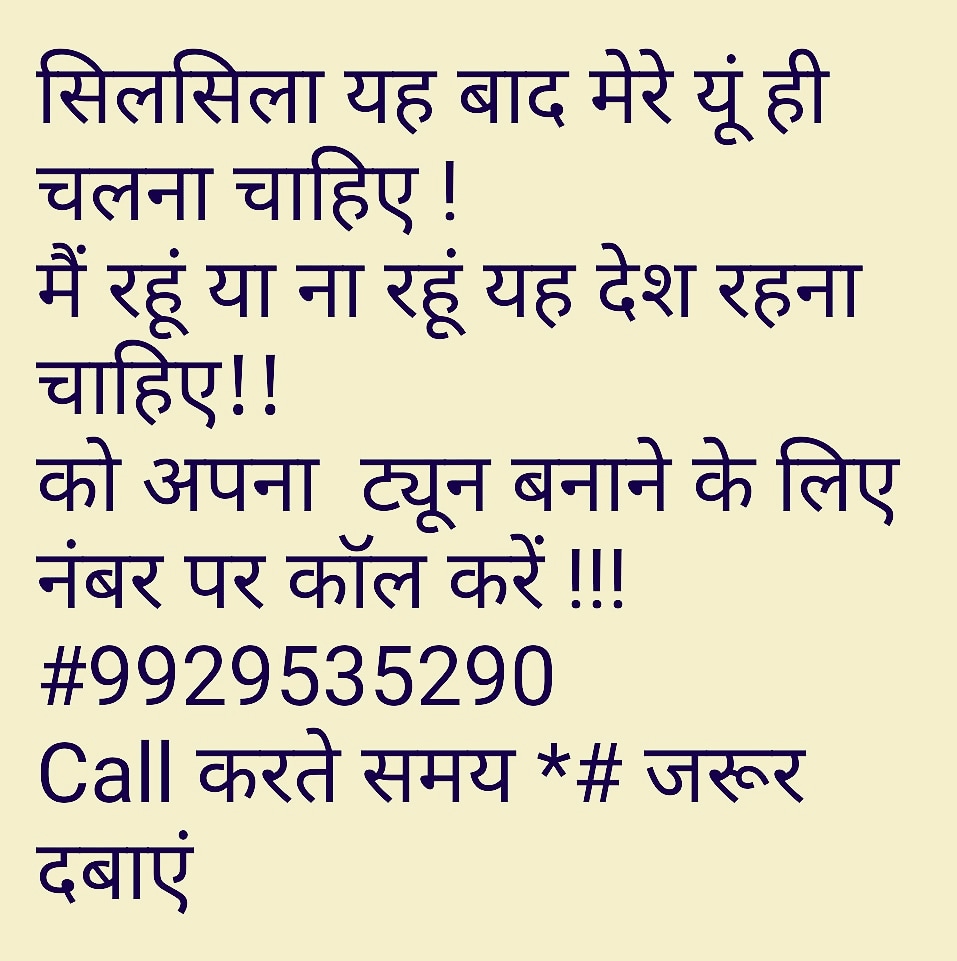 सिलसिला यह बाद मेरे यूं ही
चलना चाहिए !
मैं रहूं या ना रहूं यह देश रहना
चाहिए!!
को अपना  ट्यून बनाने के लिए
नंबर पर कॉल करें !!!
#9929535290
Call करते समय *# जरूर
दबाएं